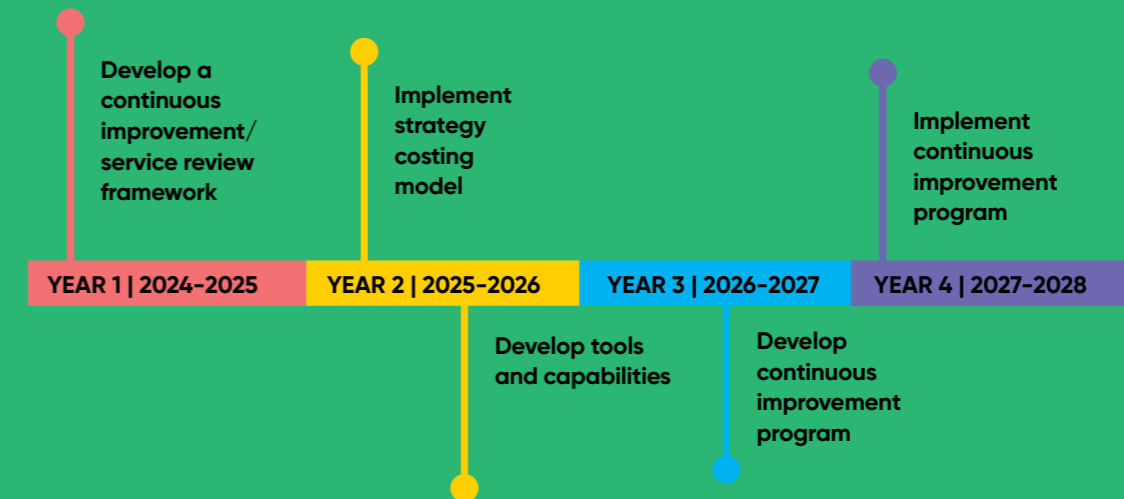 Develop a
continuous
improvement/
service review
framework
Implement
strategy
costing
model
Implement
continuous
improvement
program
YEAR 1 | 2024-2025
YEAR 2 | 2025-2026
YEAR 3 | 2026-2027
YEAR 4 | 2027-2028
Develop tools
and capabilities
Develop
continuous
improvement
program